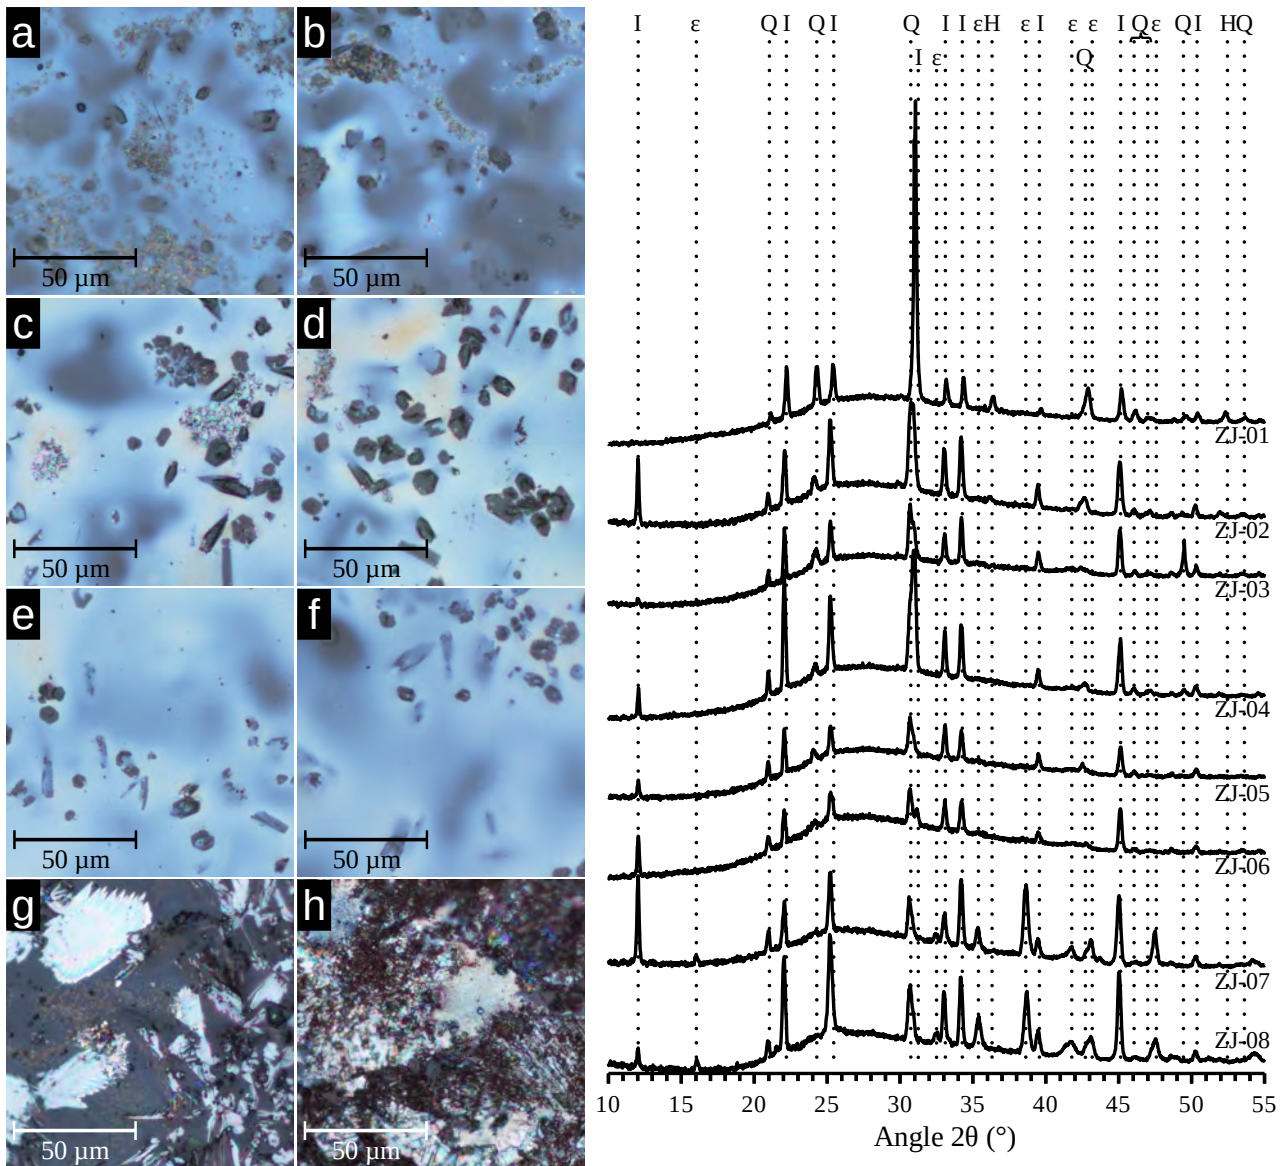 a
b
50 µm
50 µm
c
d
50 µm
50 µm
e
f
50 µm
50 µm
g
h
50 µm
50 µm
I ε Q I Q I Q I I ε H ε I ε ε I Q ε Q I H Q
I ε Q
ZJ-01
ZJ-02
ZJ-03
ZJ-04
ZJ-05
ZJ-06
ZJ-07
ZJ-08
10 15 20 25 30 35 40 45 50 55
Angle 2θ (°)